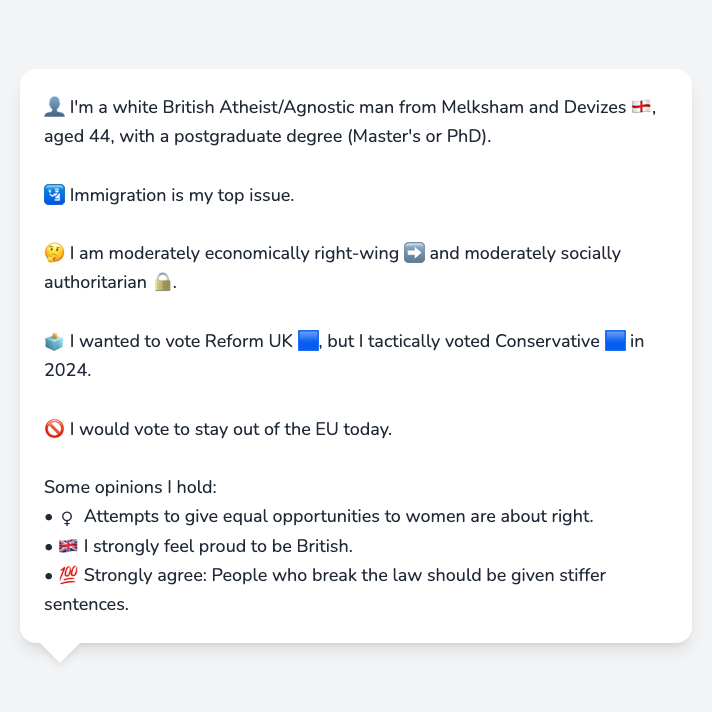 👤 I'm a white British Atheist/Agnostic man from Melksham and Devizes 🏴󠁧󠁢󠁥󠁮󠁧󠁿,
aged 44, with a postgraduate degree (Master's or PhD).
🛂 Immigration is my top issue.
🤔 I am moderately economically right-wing ➡️ and moderately socially
authoritarian 🔒.
🗳️ I wanted to vote Reform UK 🟦, but I tactically voted Conservative 🟦 in
2024.
🚫 I would vote to stay out of the EU today.
Some opinions I hold:
• ♀ Attempts to give equal opportunities to women are about right.
• 🇬🇧 I strongly feel proud to be British.
• 💯 Strongly agree: People who break the law should be given stiffer
sentences.